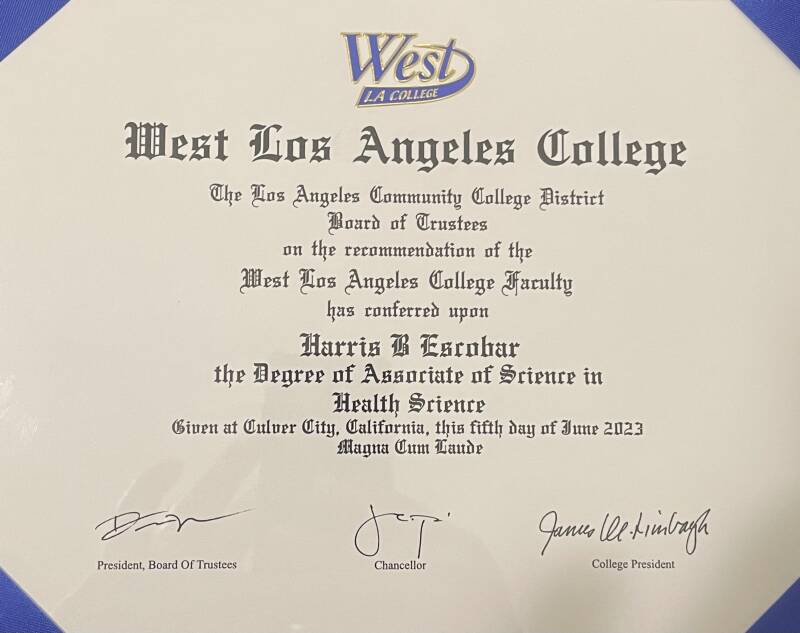 West
LA COLLEGE
West Los Angeles College
The Los Angeles Community College District
Board of Trustees
on the recommendation of the
West Los Angeles College Faculty
has conferred upon
Harris B Escobar
the Degree of Associate of Science in
Health Science
Given at Culver City, California, this fifth day of June 2023
Magna Cum Laude
President, Board Of Trustees
Chancellor
College President